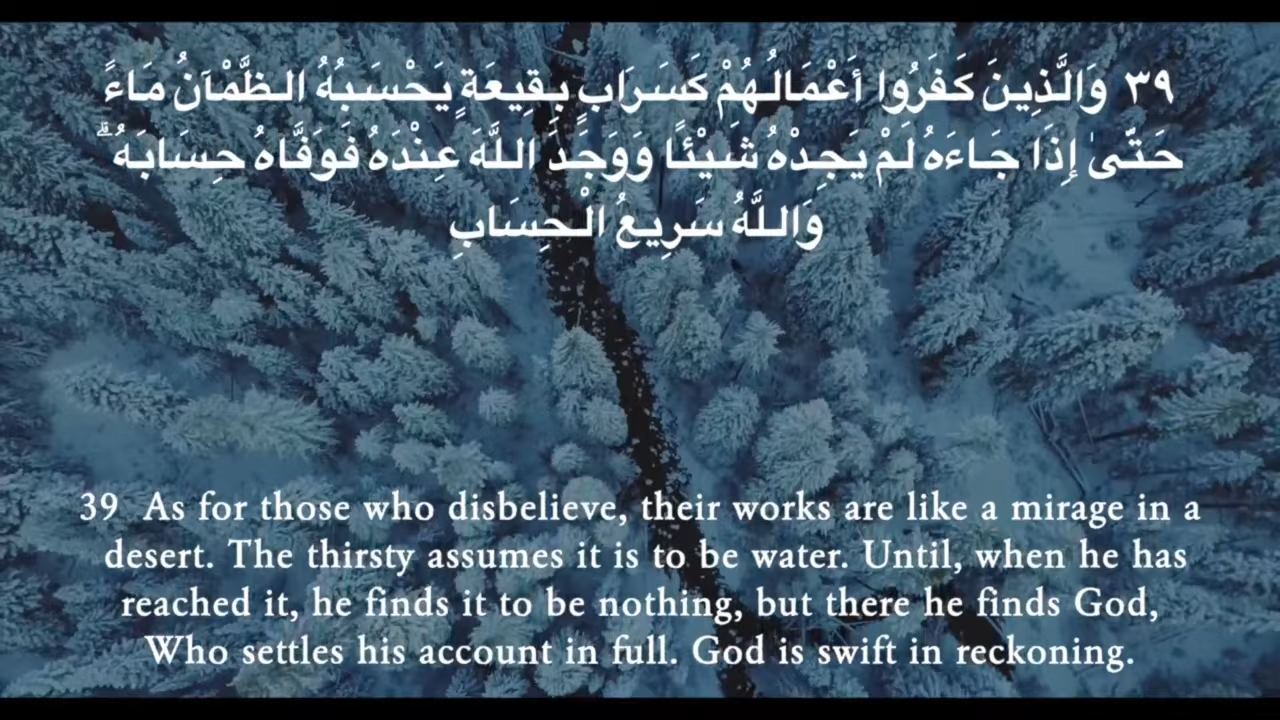 ٣٩ وَالَّذِينَ كَفَرُوا أَعْمَالُهُمْ كَسَرَابٍ بِقِيعَةٍ يَحْسَبُهُ الظَّمْآنُ مَاءً
حَتَّىٰ إِذَا جَاءَهُ لَمْ يَجِدْهُ شَيْئًا وَوَجَدَ اللَّهَ عِنْدَهُ فَوَفَّاهُ حِسَابَهُ ۗ
وَاللَّهُ سَرِيعُ الْحِسَابِ
39 As for those who disbelieve, their works are like a mirage in a
desert. The thirsty assumes it is to be water. Until, when he has
reached it, he finds it to be nothing, but there he finds God,
Who settles his account in full. God is swift in reckoning.